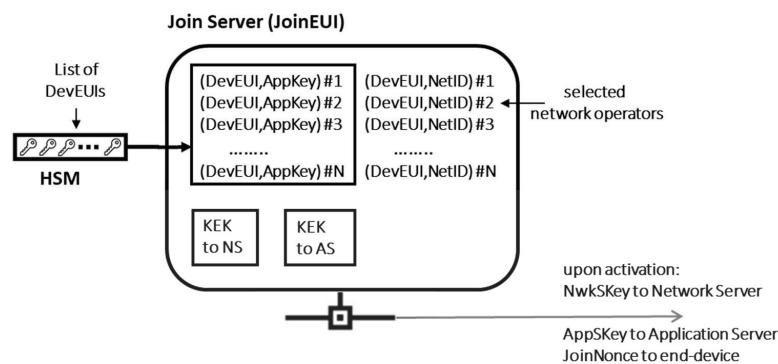 Join Server (JoinEUI)
List of
DevEUIs
HSM
(DevEUI,AppKey) #1
(DevEUI,AppKey) #2
(DevEUI,AppKey) #3
........
(DevEUI,AppKey) #N
(DevEUI,NetID) #1
(DevEUI,NetID) #2
(DevEUI,NetID) #3
........
(DevEUI,NetID) #N
selected
network operators
KEK
to NS
KEK
to AS
upon activation:
NwkSKey to Network Server
AppSKey to Application Server
JoinNonce to end-device